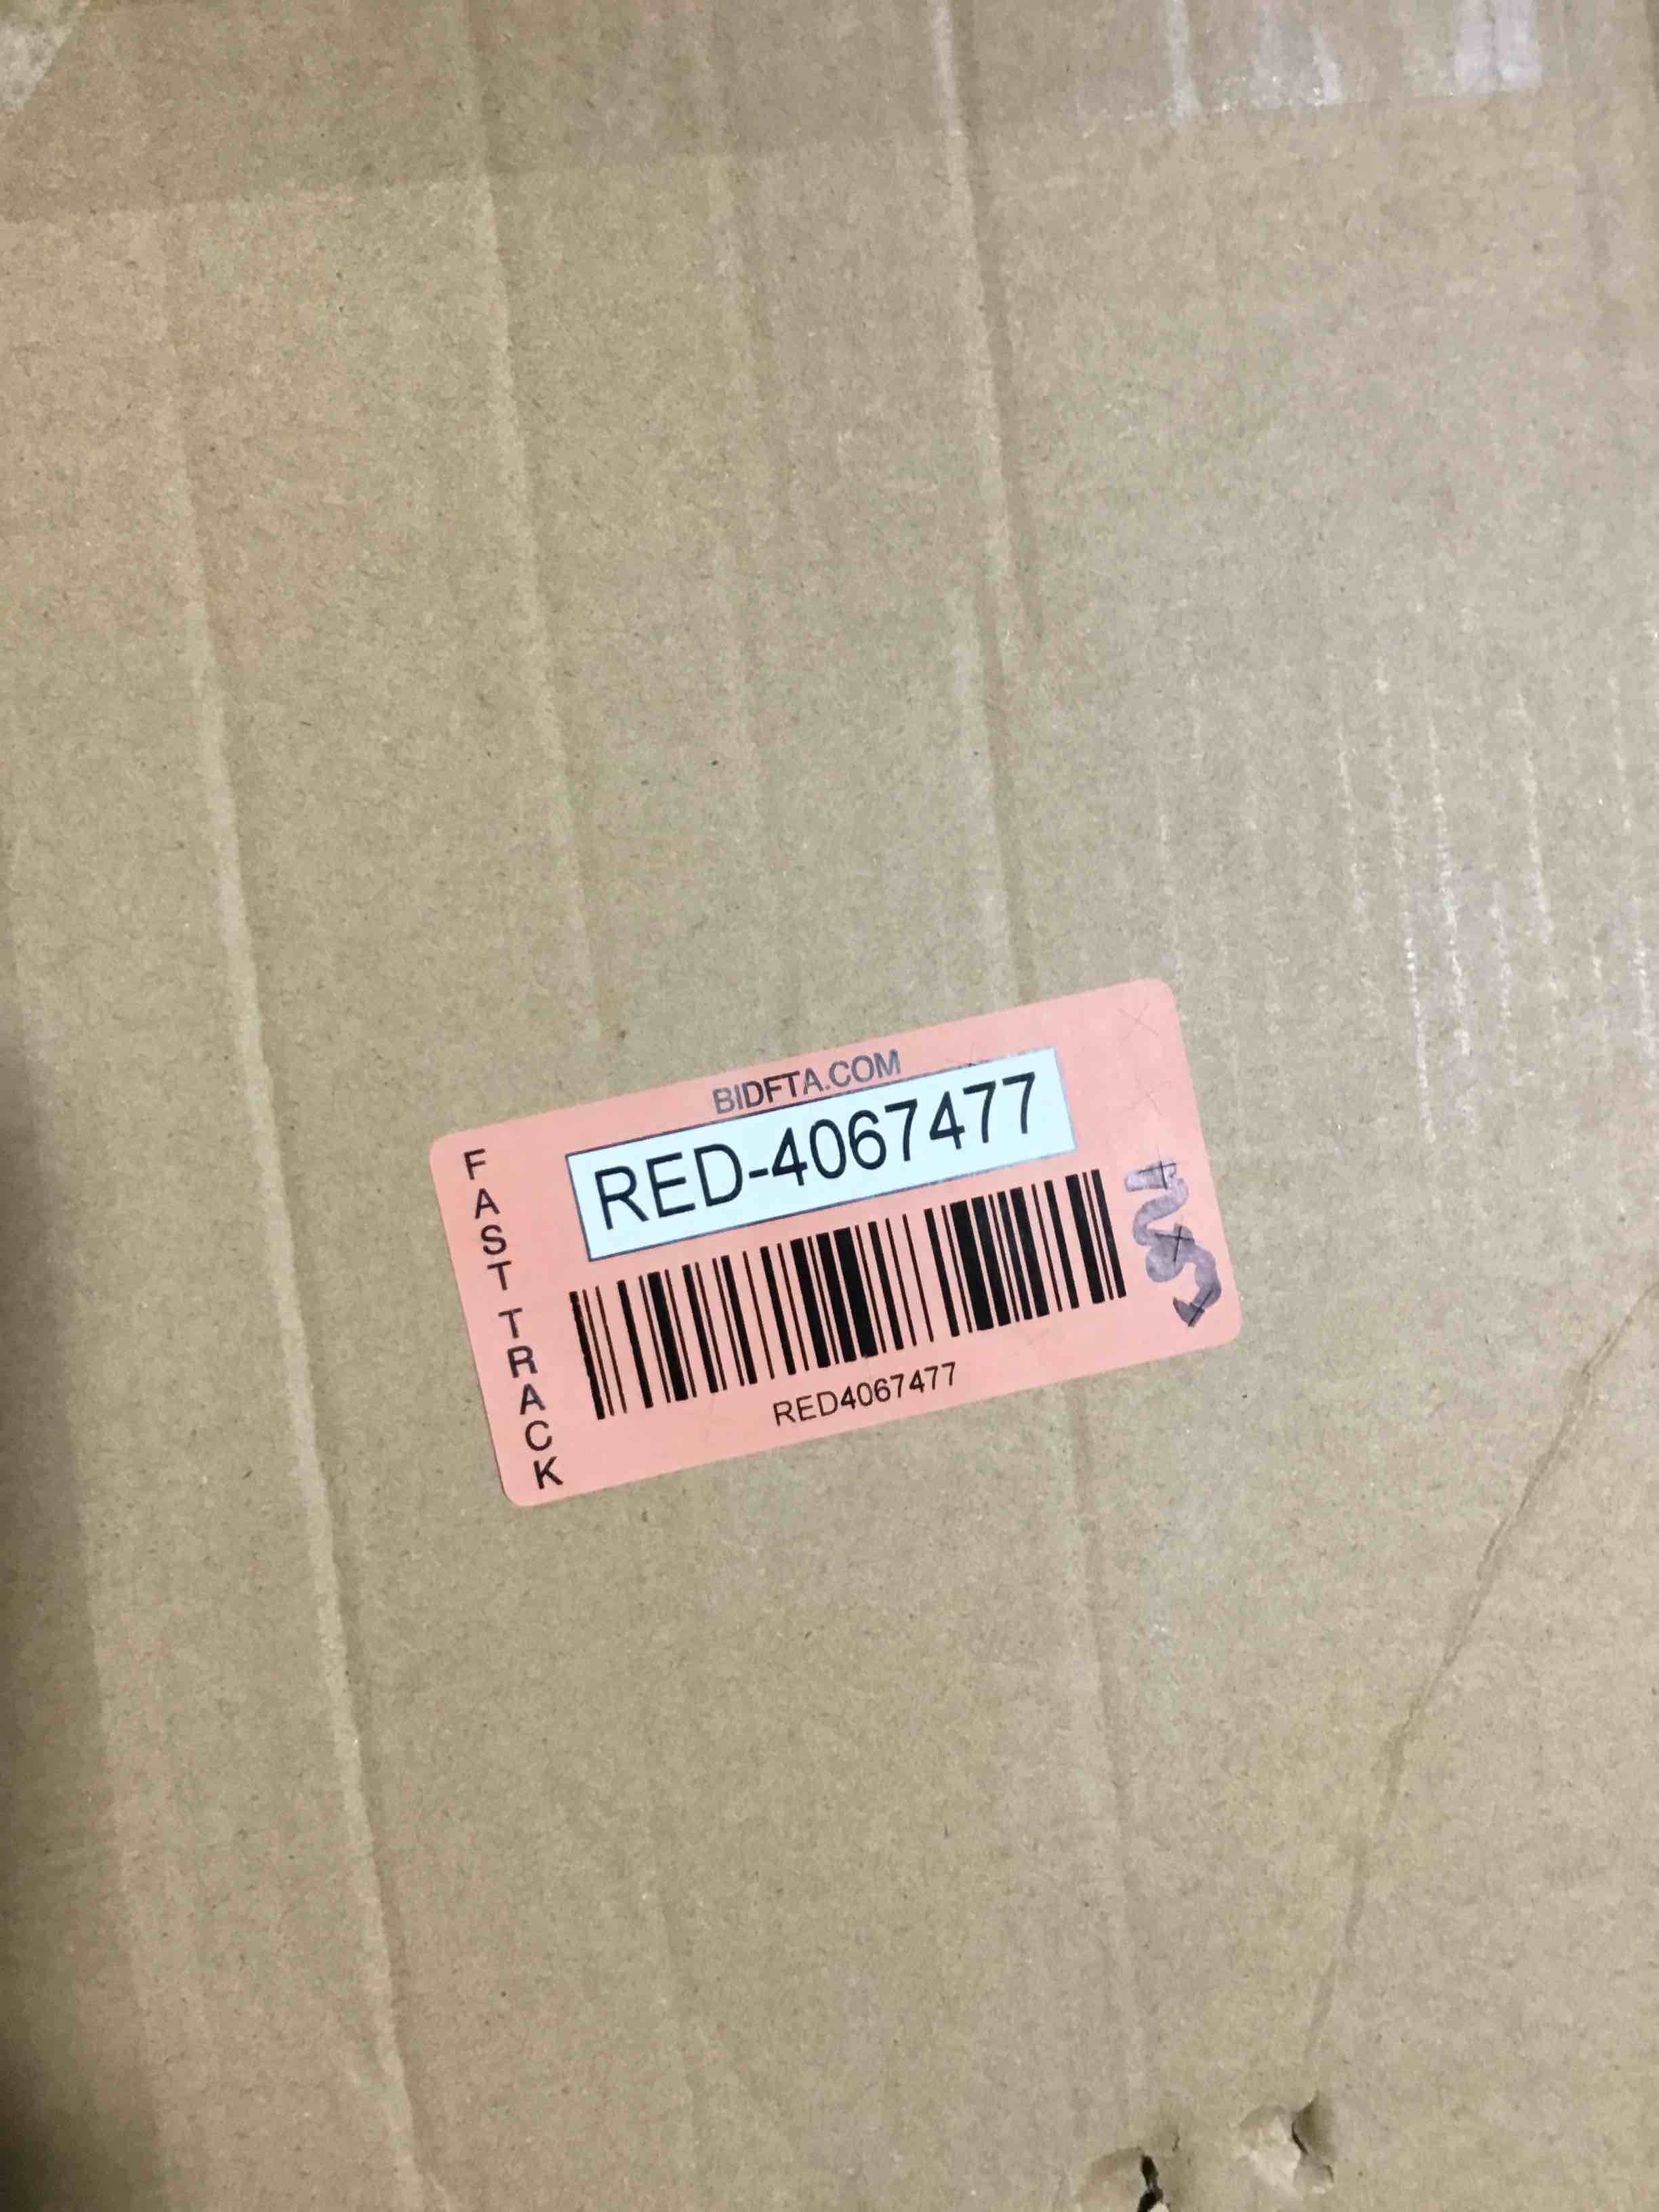 BIDFTA.COM
RED-4067477
FAST TRACK
RED4067477